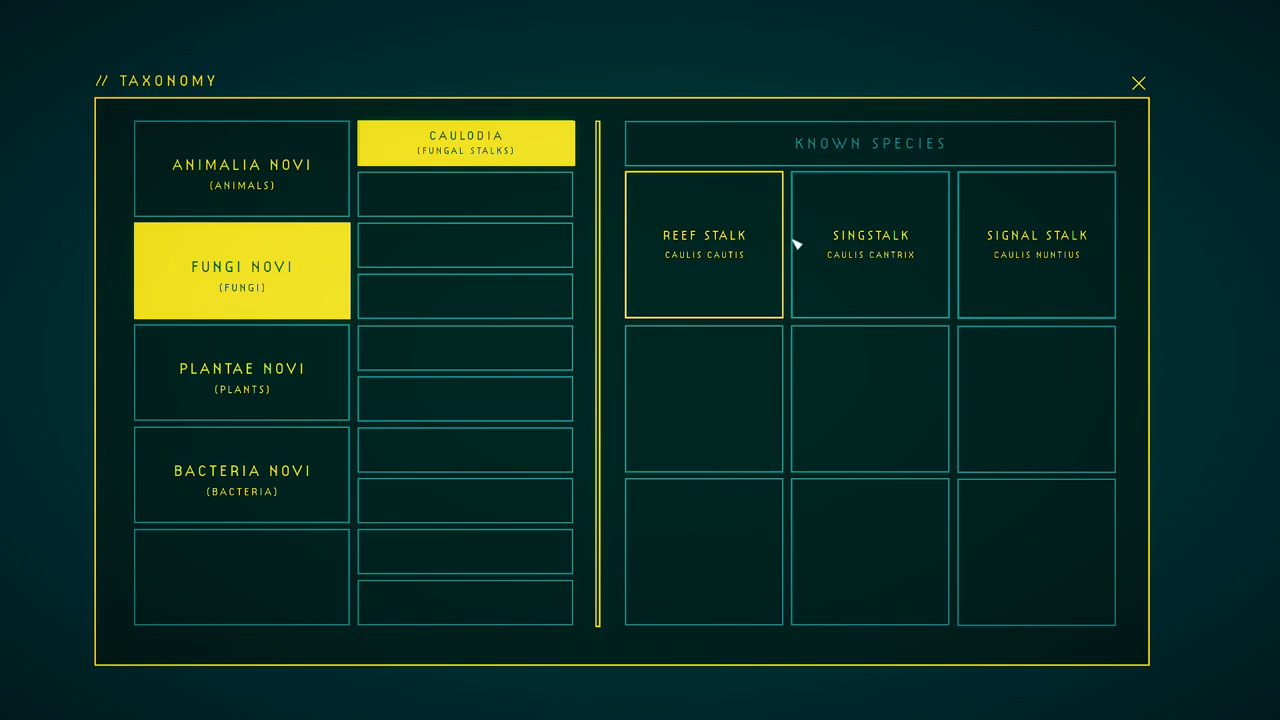 // TAXONOMY
ANIMALIA NOVI
(ANIMALS)
FUNGI NOVI
(FUNGI)
PLANTAE NOVI
(PLANTS)
BACTERIA NOVI
(BACTERIA)
CAULODIA
(FUNGAL STALKS)
KNOWN SPECIES
REEF STALK
CAULIS CAUTIS
SINGSTALK
CAULIS CANTRIX
SIGNAL STALK
CAULIS NUNTIUS